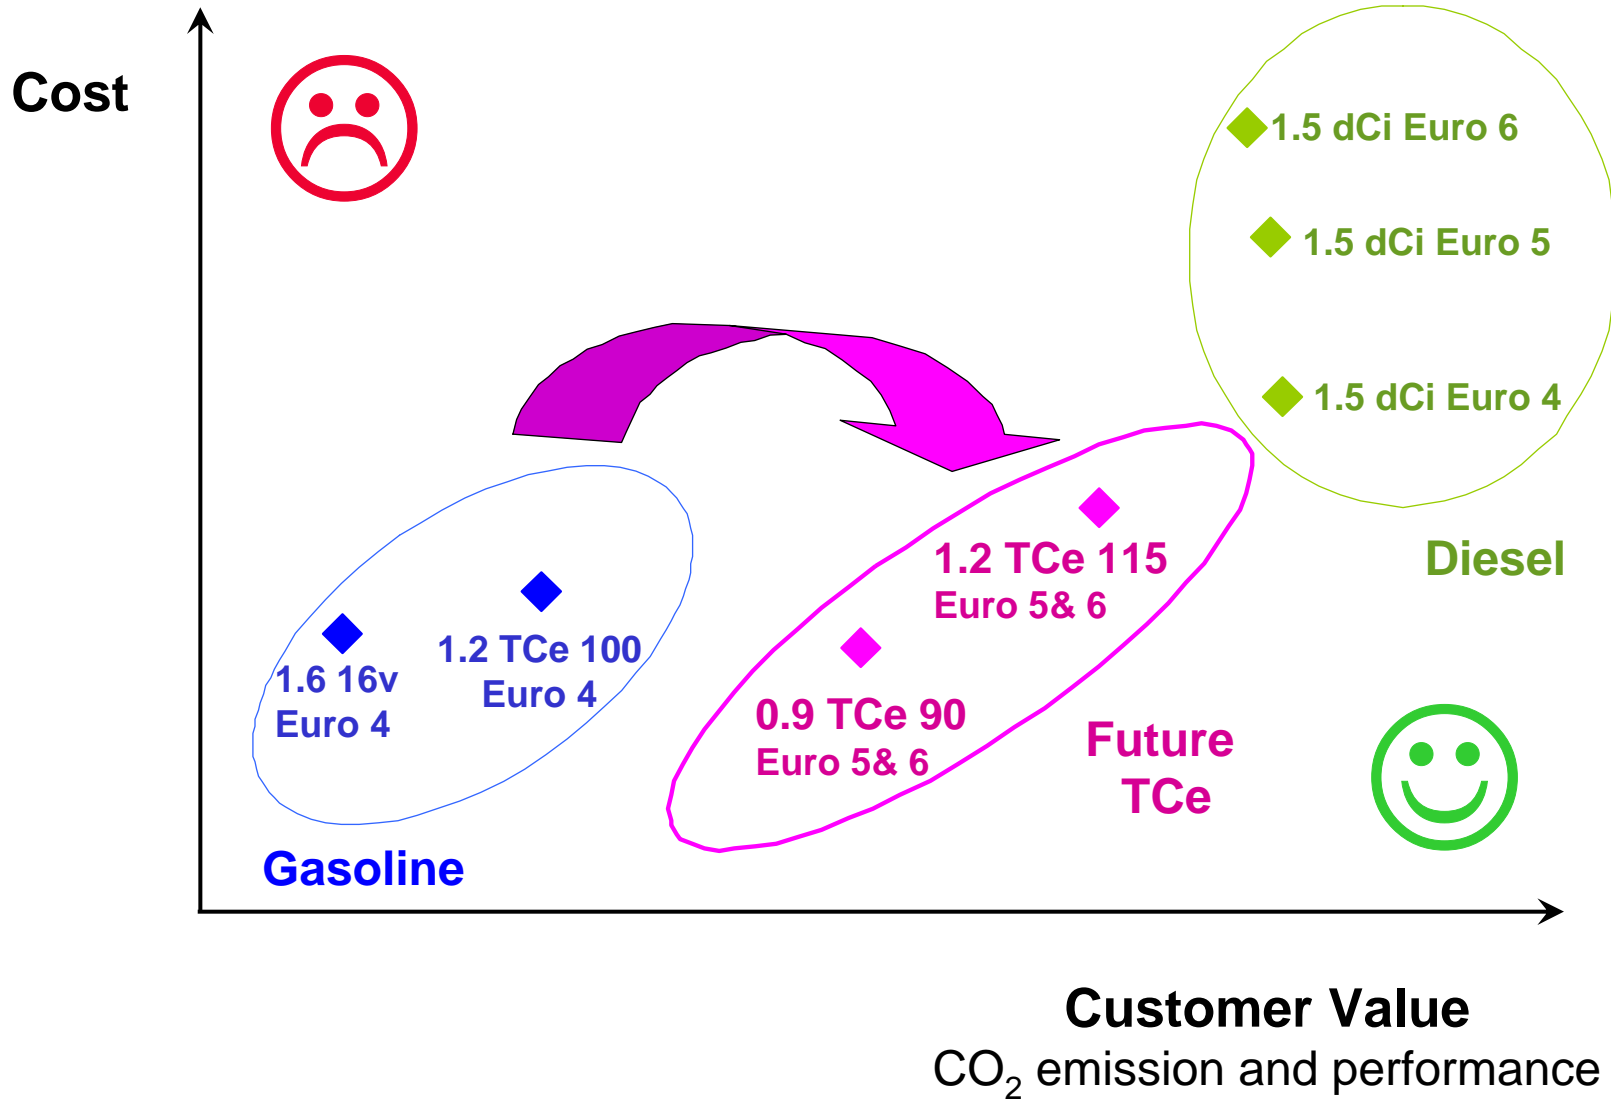 Cost
1.5 dCi Euro 6
1.5 dCi Euro 5
1.5 dCi Euro 4
Diesel
1.2 TCe 115
Euro 5& 6
1.2 TCe 100
Euro 4
1.6 16v
Euro 4
0.9 TCe 90
Euro 5& 6
Future
TCe
Gasoline
Customer Value
CO₂ emission and performance